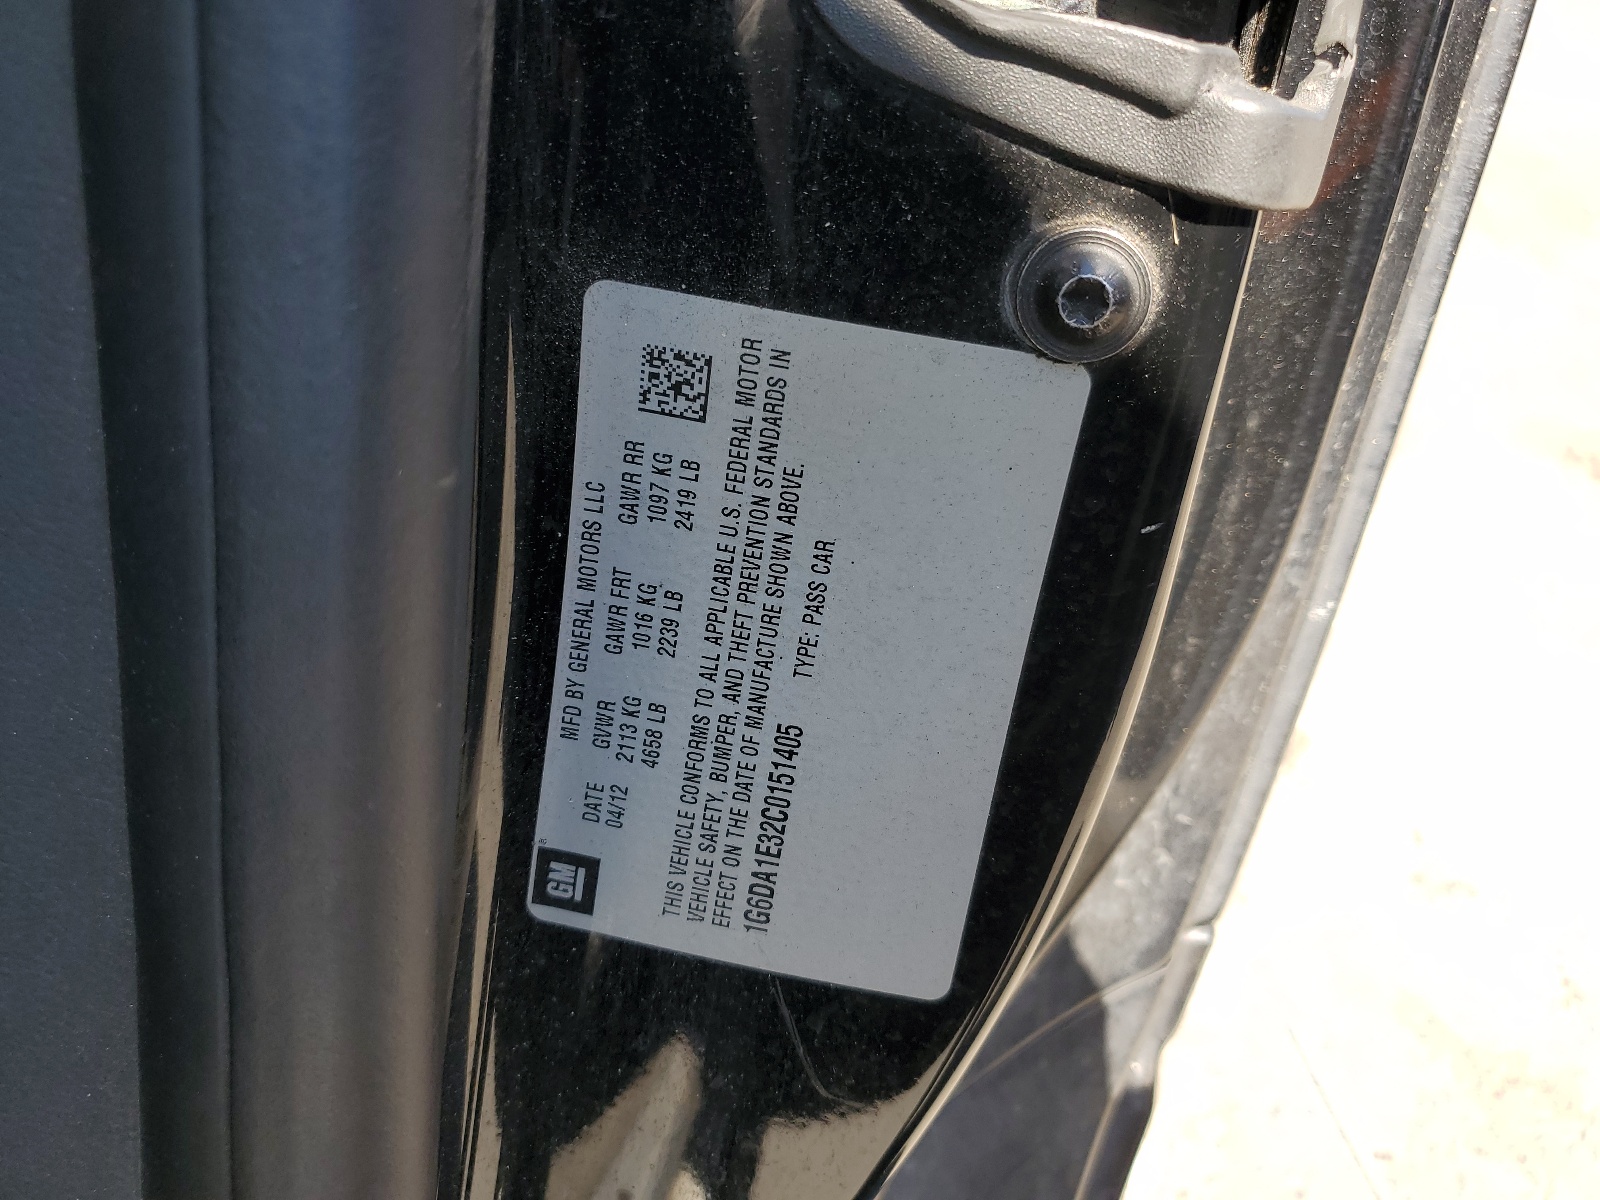 GM
MFD BY GENERAL MOTORS LLC
DATE GVWR GAWR FRT GAWR RR
04/12 2113 KG 1016 KG 1097 KG
4658 LB 2239 LB 2419 LB
THIS VEHICLE CONFORMS TO ALL APPLICABLE U.S. FEDERAL MOTOR
VEHICLE SAFETY, BUMPER, AND THEFT PREVENTION STANDARDS IN
EFFECT ON THE DATE OF MANUFACTURE SHOWN ABOVE.
1G6DA1E32C0151405 TYPE: PASS CAR